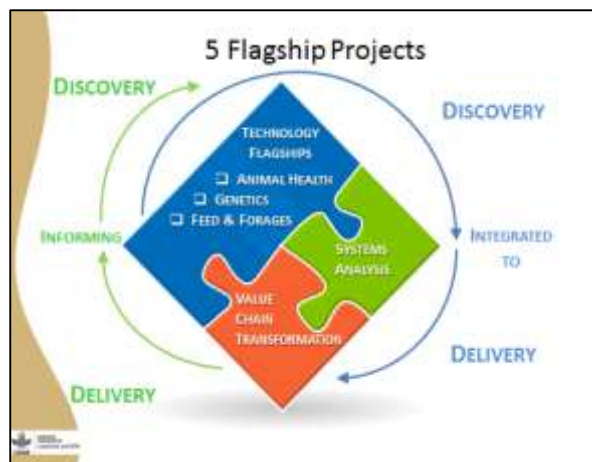 5 Flagship Projects
DISCOVERY
DISCOVERY
TECHNOLOGY
FLAGSHIPS
❑ ANIMAL HEALTH
❑ GENETICS
❑ FEED & FORAGES
INFORMING
SYSTEMS
ANALYSIS
INTEGRATED
TO
VALUE
CHAIN
TRANSFORMATION
DELIVERY
DELIVERY